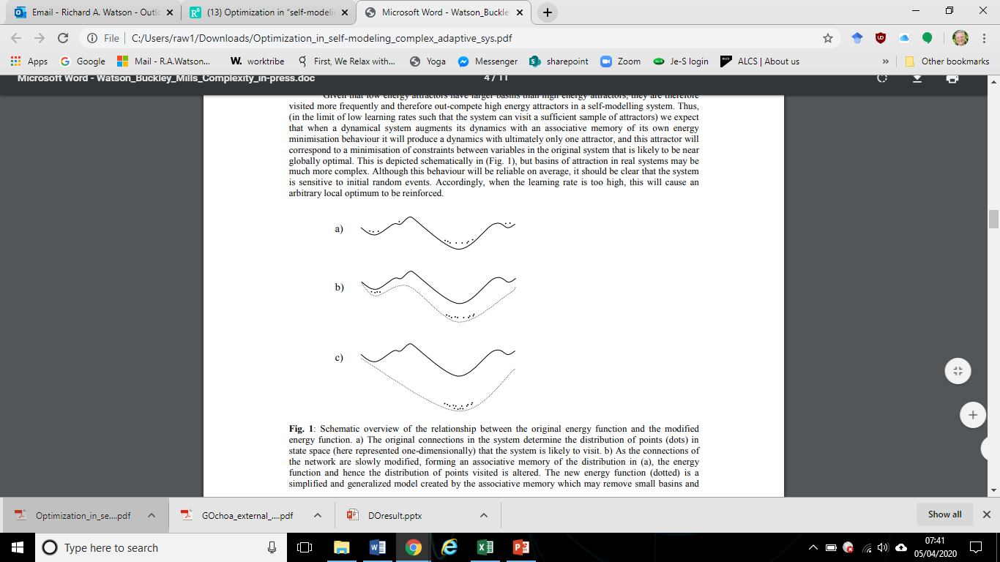 Email - Richard A. Watson - Outl
(13) Optimization in "self-modeli
Microsoft Word - Watson_Buckle
File | C:/Users/raw1/Downloads/Optimization_in_self-modeling_complex_adaptive_sys.pdf
Apps Google Mail - R.A.Watson... W. worktribe First, We Relax with... Yoga Messenger sharepoint Zoom Je-S login ALCS | About us » Other bookmarks
Microsoft Word - Watson_Buckley_Mills_Complexity_in-press.doc 4 / 11
Given that low energy attractors have larger basins than high energy attractors, they are therefore
visited more frequently and therefore out-compete high energy attractors in a self-modelling system. Thus,
(in the limit of low learning rates such that the system can visit a sufficient sample of attractors) we expect
that when a dynamical system augments its dynamics with an associative memory of its own energy
minimisation behaviour it will produce a dynamics with ultimately only one attractor, and this attractor will
correspond to a minimisation of constraints between variables in the original system that is likely to be near
globally optimal. This is depicted schematically in (Fig. 1), but basins of attraction in real systems may be
much more complex. Although this behaviour will be reliable on average, it should be clear that the system
is sensitive to initial random events. Accordingly, when the learning rate is too high, this will cause an
arbitrary local optimum to be reinforced.
a)
b)
c)
Fig. 1: Schematic overview of the relationship between the original energy function and the modified
energy function. a) The original connections in the system determine the distribution of points (dots) in
state space (here represented one-dimensionally) that the system is likely to visit. b) As the connections of
the network are slowly modified, forming an associative memory of the distribution in (a), the energy
function and hence the distribution of points visited is altered. The new energy function (dotted) is a
simplified and generalized model created by the associative memory which may remove small basins and
Optimization_in_se....pdf
GOchoa_external_....pdf
DOresult.pptx
Show all
Type here to search
07:41
05/04/2020